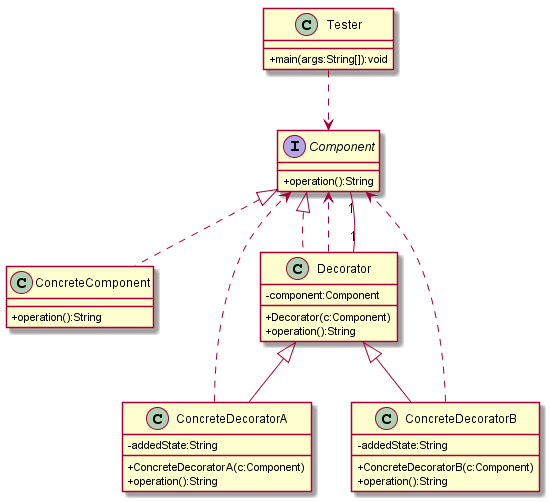 C Tester
+main(args:String[]):void
I Component
+operation():String
1
1
C ConcreteComponent
+operation():String
C Decorator
-component:Component
+Decorator(c:Component)
+operation():String
C ConcreteDecoratorA
-addedState:String
+ConcreteDecoratorA(c:Component)
+operation():String
C ConcreteDecoratorB
-addedState:String
+ConcreteDecoratorB(c:Component)
+operation():String